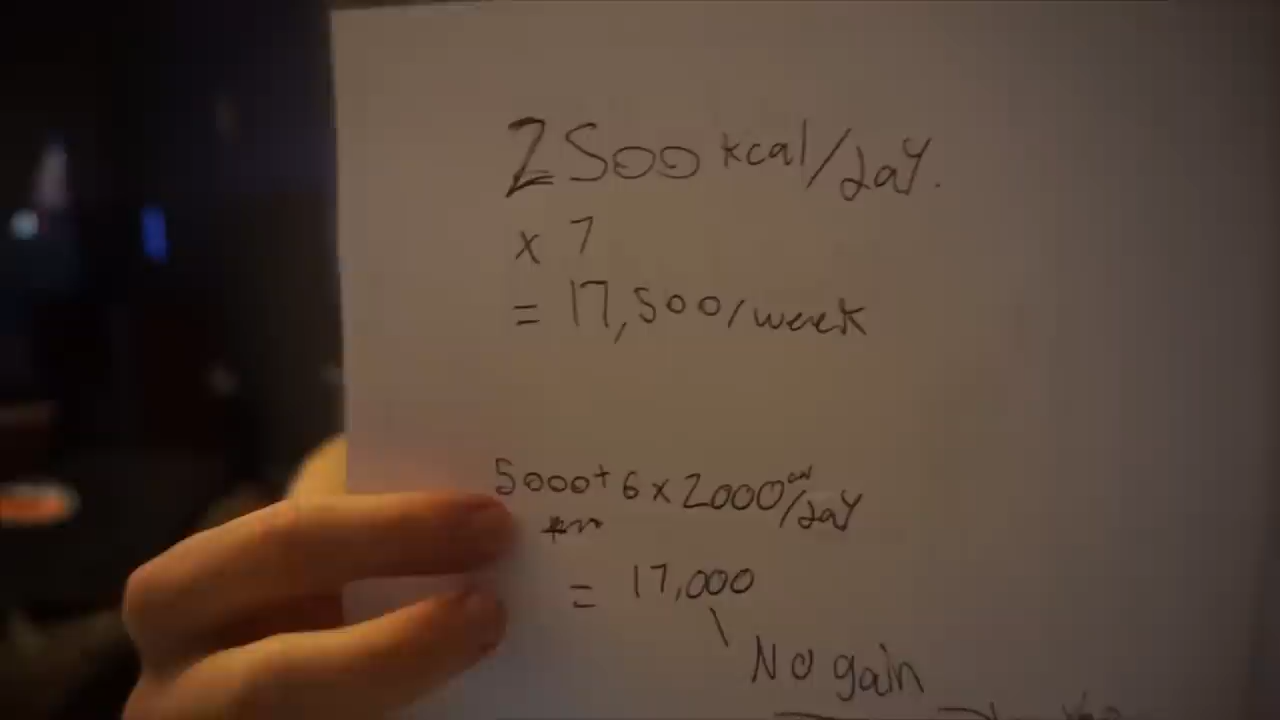 2500 kcal/day.
x 7
= 17,500/week
5000+ 6 x 2000/day
= 17,000
No gain